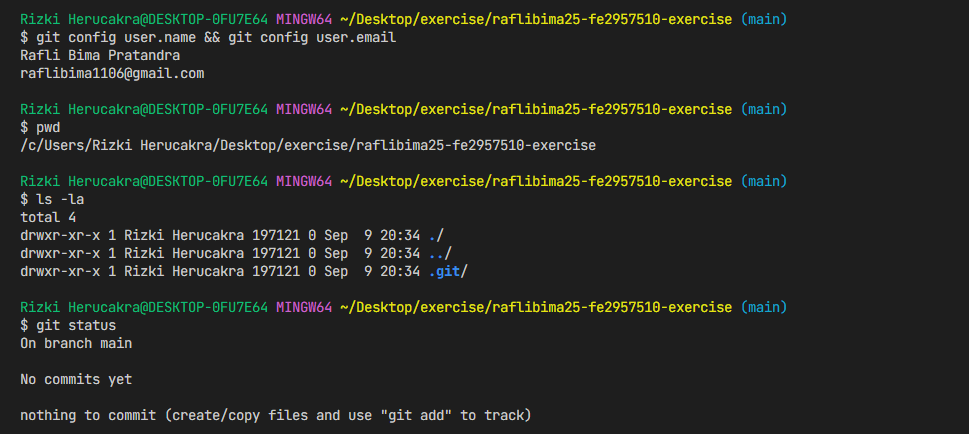 Rizki Herucakra@DESKTOP-0FU7E64 MINGW64 ~/Desktop/exercise/raflibima25-fe2957510-exercise (main)
$ git config user.name && git config user.email
Rafli Bima Pratandra
raflibima1106@gmail.com
Rizki Herucakra@DESKTOP-0FU7E64 MINGW64 ~/Desktop/exercise/raflibima25-fe2957510-exercise (main)
$ pwd
/c/Users/Rizki Herucakra/Desktop/exercise/raflibima25-fe2957510-exercise
Rizki Herucakra@DESKTOP-0FU7E64 MINGW64 ~/Desktop/exercise/raflibima25-fe2957510-exercise (main)
$ ls -la
total 4
drwxr-xr-x 1 Rizki Herucakra 197121 0 Sep  9 20:34 ./
drwxr-xr-x 1 Rizki Herucakra 197121 0 Sep  9 20:34 ../
drwxr-xr-x 1 Rizki Herucakra 197121 0 Sep  9 20:34 .git/
Rizki Herucakra@DESKTOP-0FU7E64 MINGW64 ~/Desktop/exercise/raflibima25-fe2957510-exercise (main)
$ git status
On branch main
No commits yet
nothing to commit (create/copy files and use "git add" to track)